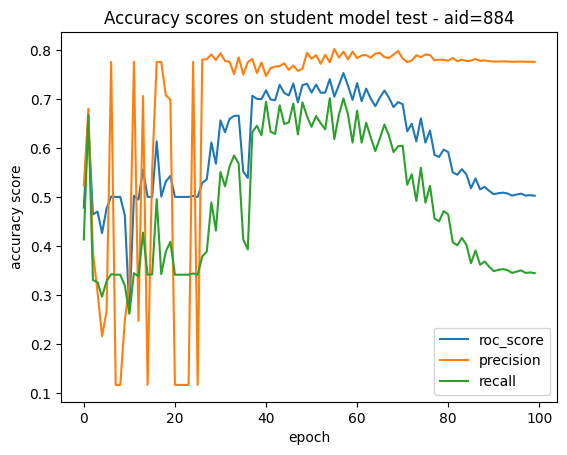 Accuracy scores on student model test - aid=884
accuracy score
0.8
0.7
0.6
0.5
0.4
0.3
0.2
0.1
0
20
40
60
80
100
epoch
roc_score
precision
recall